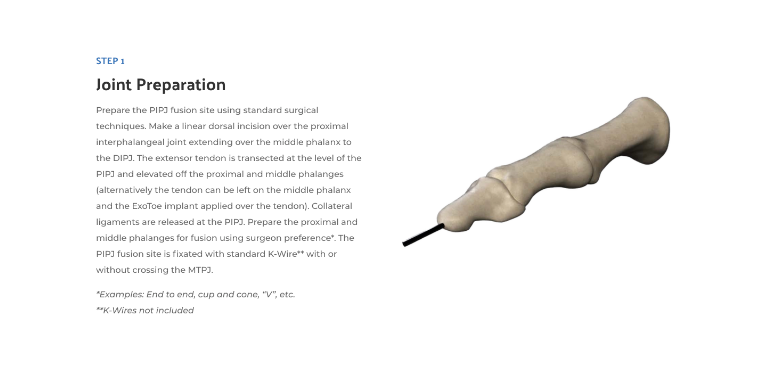 STEP 1
Joint Preparation
Prepare the PIPJ fusion site using standard surgical
techniques. Make a linear dorsal incision over the proximal
interphalangeal joint extending over the middle phalanx to
the DIPJ. The extensor tendon is transected at the level of the
PIPJ and elevated off the proximal and middle phalanges
(alternatively the tendon can be left on the middle phalanx
and the ExoToe implant applied over the tendon). Collateral
ligaments are released at the PIPJ. Prepare the proximal and
middle phalanges for fusion using surgeon preference*. The
PIPJ fusion site is fixated with standard K-Wire** with or
without crossing the MTPJ.
*Examples: End to end, cup and cone, “V”, etc.
**K-Wires not included